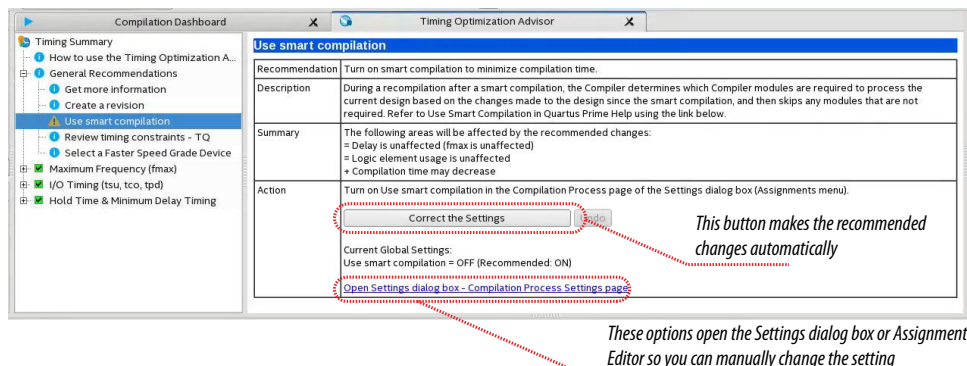 Compilation Dashboard
Timing Optimization Advisor
Timing Summary
How to use the Timing Optimization A...
General Recommendations
Get more information
Create a revision
Use smart compilation
Review timing constraints - TQ
Select a Faster Speed Grade Device
Maximum Frequency (fmax)
I/O Timing (tsu, tco, tpd)
Hold Time & Minimum Delay Timing
Use smart compilation
Recommendation Turn on smart compilation to minimize compilation time.
Description During a recompilation after a smart compilation, the Compiler determines which Compiler modules are required to process the
current design based on the changes made to the design since the smart compilation, and then skips any modules that are not
required. Refer to Use Smart Compilation in Quartus Prime Help using the link below.
Summary The following areas will be affected by the recommended changes:
= Delay is unaffected (fmax is unaffected)
= Logic element usage is unaffected
+ Compilation time may decrease
Action Turn on Use smart compilation in the Compilation Process page of the Settings dialog box (Assignments menu).
Correct the Settings Undo
Current Global Settings:
Use smart compilation = OFF (Recommended: ON)
Open Settings dialog box - Compilation Process Settings page
This button makes the recommended
changes automatically
These options open the Settings dialog box or Assignment
Editor so you can manually change the setting